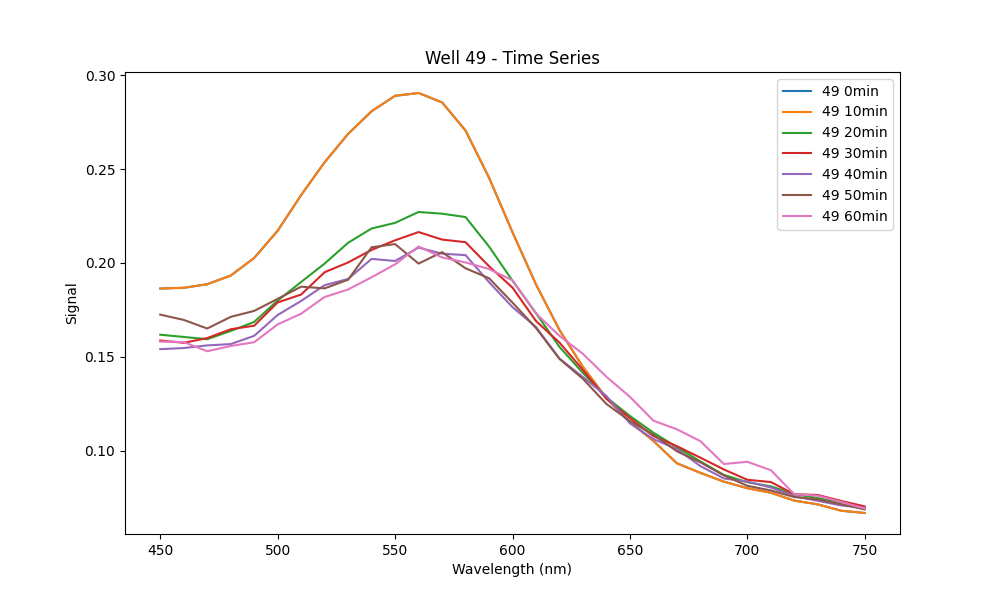 Well 49 - Time Series
0.30
0.25
0.20
0.15
0.10
Signal
450 500 550 600 650 700 750
Wavelength (nm)
49 0min
49 10min
49 20min
49 30min
49 40min
49 50min
49 60min